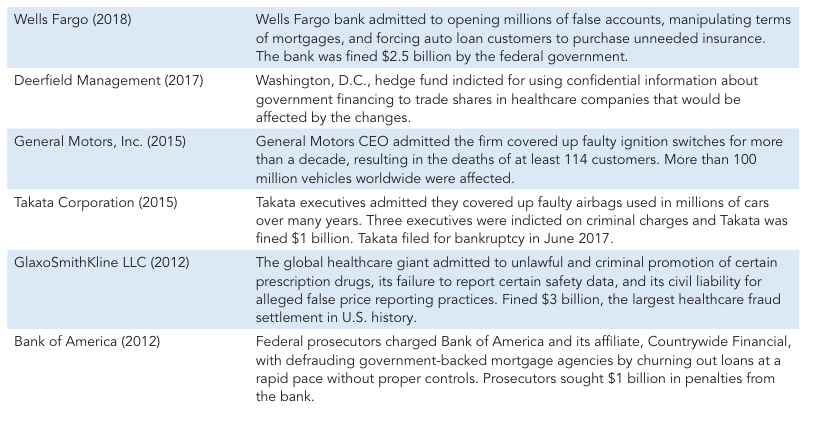 Wells Fargo (2018)
Wells Fargo bank admitted to opening millions of false accounts, manipulating terms
of mortgages, and forcing auto loan customers to purchase unneeded insurance.
The bank was fined $2.5 billion by the federal government.
Deerfield Management (2017)
Washington, D.C., hedge fund indicted for using confidential information about
government financing to trade shares in healthcare companies that would be
affected by the changes.
General Motors, Inc. (2015)
General Motors CEO admitted the firm covered up faulty ignition switches for more
than a decade, resulting in the deaths of at least 114 customers. More than 100
million vehicles worldwide were affected.
Takata Corporation (2015)
Takata executives admitted they covered up faulty airbags used in millions of cars
over many years. Three executives were indicted on criminal charges and Takata was
fined $1 billion. Takata filed for bankruptcy in June 2017.
GlaxoSmithKline LLC (2012)
The global healthcare giant admitted to unlawful and criminal promotion of certain
prescription drugs, its failure to report certain safety data, and its civil liability for
alleged false price reporting practices. Fined $3 billion, the largest healthcare fraud
settlement in U.S. history.
Bank of America (2012)
Federal prosecutors charged Bank of America and its affiliate, Countrywide Financial,
with defrauding government-backed mortgage agencies by churning out loans at a
rapid pace without proper controls. Prosecutors sought $1 billion in penalties from
the bank.